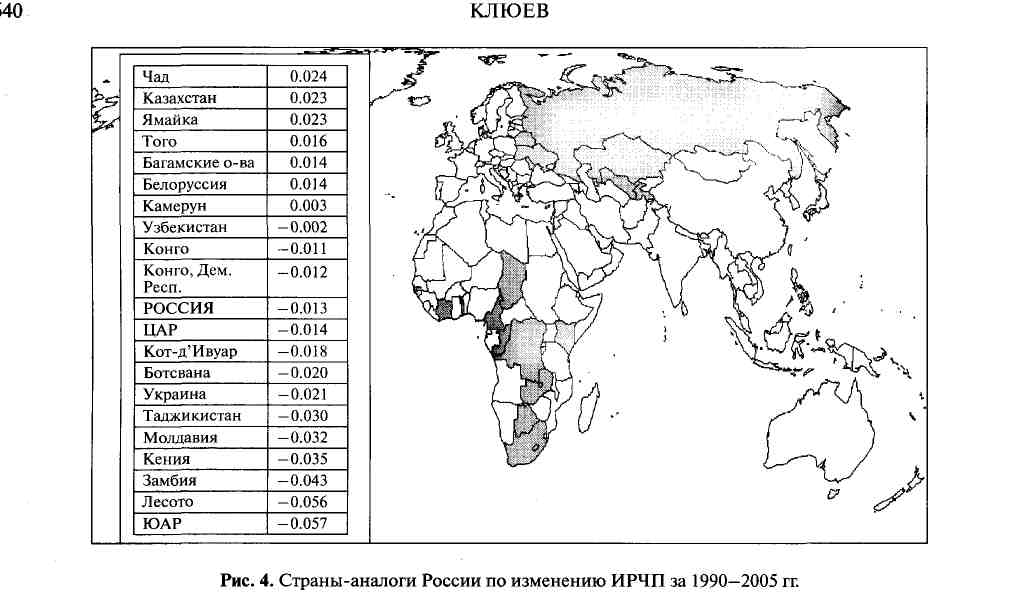 540
КЛЮЕВ
Чад 0.024
Казахстан 0.023
Ямайка 0.023
Того 0.016
Багамские о-ва 0.014
Белоруссия 0.014
Камерун 0.003
Узбекистан −0.002
Конго −0.011
Конго, Дем. −0.012
Респ.
РОССИЯ −0.013
ЦАР −0.014
Кот-д'Ивуар −0.018
Ботсвана −0.020
Украина −0.021
Таджикистан −0.030
Молдавия −0.032
Кения −0.035
Замбия −0.043
Лесото −0.056
ЮАР −0.057
Рис. 4. Страны-аналоги России по изменению ИРЧП за 1990–2005 гг.